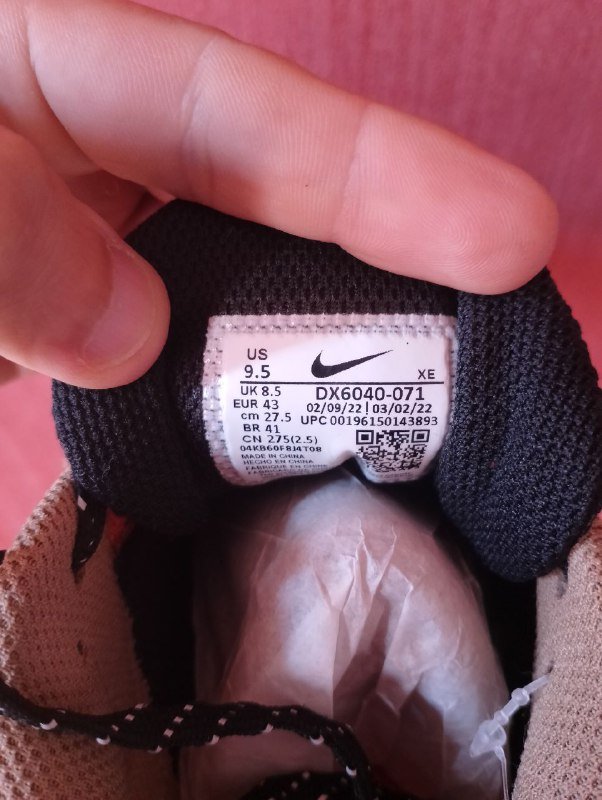 US
9.5 XE
UK 8.5 DX6040-071
EUR 43 02/09/22 | 03/02/22
cm 27.5 UPC 00196150143893
BR 41
CN 275(2.5)
04KB60F8J4T08
MADE IN CHINA
HECHO EN CHINA
FABRIQUÉ EN CHINE